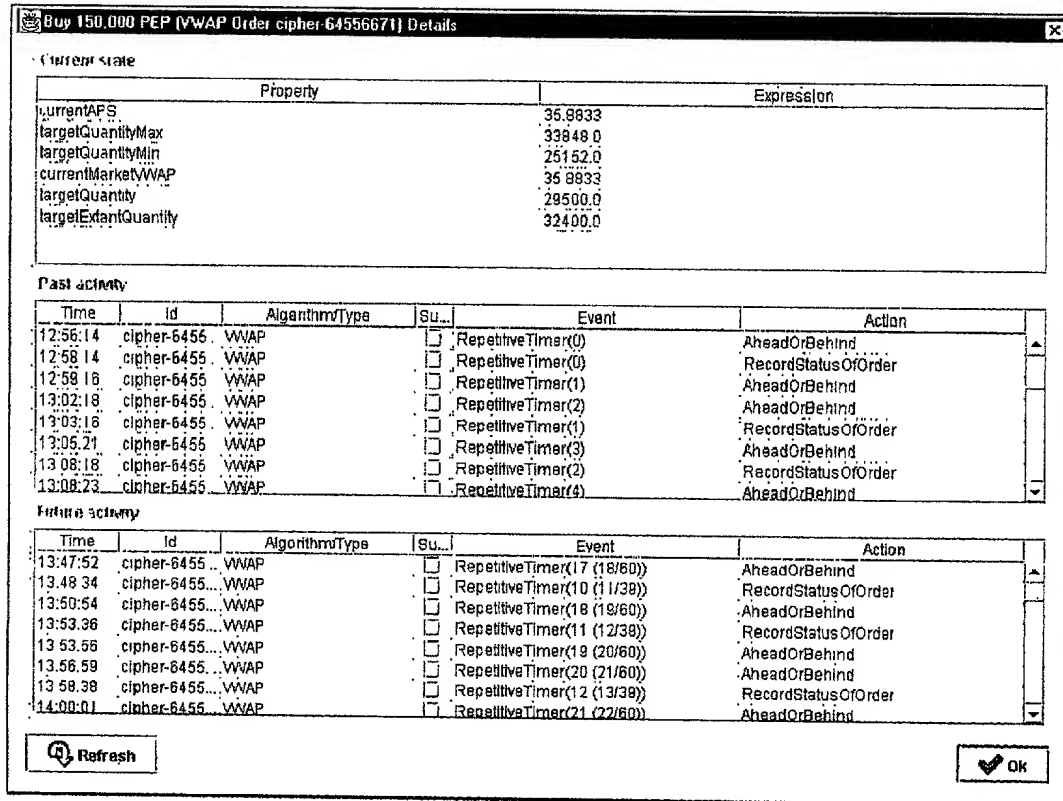 Buy 150,000 PEP (VWAP Order cipher-64556671) Details
Current state
Property Expression
currentAPS 35.8833
targetQuantityMax 33848.0
targetQuantityMin 25152.0
currentMarketVWAP 35.8833
targetQuantity 29500.0
targetExtantQuantity 32400.0
Past activity
Time Id Algorithm/Type Su... Event Action
12:56:14 cipher-6455... VWAP RepetitiveTimer(0) AheadOrBehind
12:58:14 cipher-6455... VWAP RepetitiveTimer(0) RecordStatusOfOrder
12:59:16 cipher-6455... VWAP RepetitiveTimer(1) AheadOrBehind
13:02:18 cipher-6455... VWAP RepetitiveTimer(2) AheadOrBehind
13:03:16 cipher-6455... VWAP RepetitiveTimer(1) RecordStatusOfOrder
13:05:21 cipher-6455... VWAP RepetitiveTimer(3) AheadOrBehind
13:08:18 cipher-6455... VWAP RepetitiveTimer(2) RecordStatusOfOrder
13:08:23 cipher-6455... VWAP RepetitiveTimer(4) AheadOrBehind
Future activity
Time Id Algorithm/Type Su... Event Action
13:47:52 cipher-6455... VWAP RepetitiveTimer(17 (18/60)) AheadOrBehind
13:48:34 cipher-6455... VWAP RepetitiveTimer(10 (11/39)) RecordStatusOfOrder
13:50:54 cipher-6455... VWAP RepetitiveTimer(18 (19/60)) AheadOrBehind
13:53:36 cipher-6455... VWAP RepetitiveTimer(11 (12/39)) RecordStatusOfOrder
13:53:56 cipher-6455... VWAP RepetitiveTimer(19 (20/60)) AheadOrBehind
13:56:59 cipher-6455... VWAP RepetitiveTimer(20 (21/60)) AheadOrBehind
13:58:38 cipher-6455... VWAP RepetitiveTimer(12 (13/39)) RecordStatusOfOrder
14:00:01 cipher-6455... VWAP RepetitiveTimer(21 (22/60)) AheadOrBehind
Refresh Ok